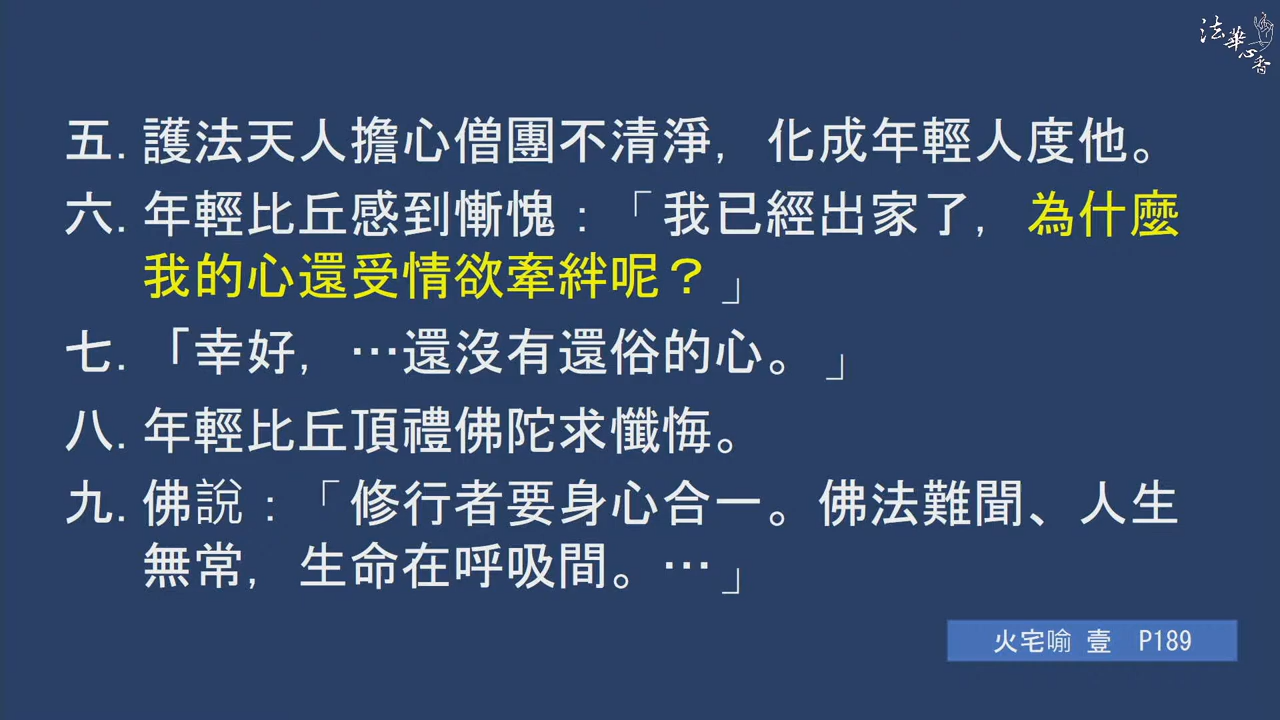 法華心香
五.護法天人擔心僧團不清淨，化成年輕人度他。
六.年輕比丘感到慚愧：「我已經出家了，為什麼
我的心還受情欲牽絆呢？」
七.「幸好，…還沒有還俗的心。」
八.年輕比丘頂禮佛陀求懺悔。
九.佛說：「修行者要身心合一。佛法難聞、人生
無常，生命在呼吸間。…」
火宅喻 壹 P189